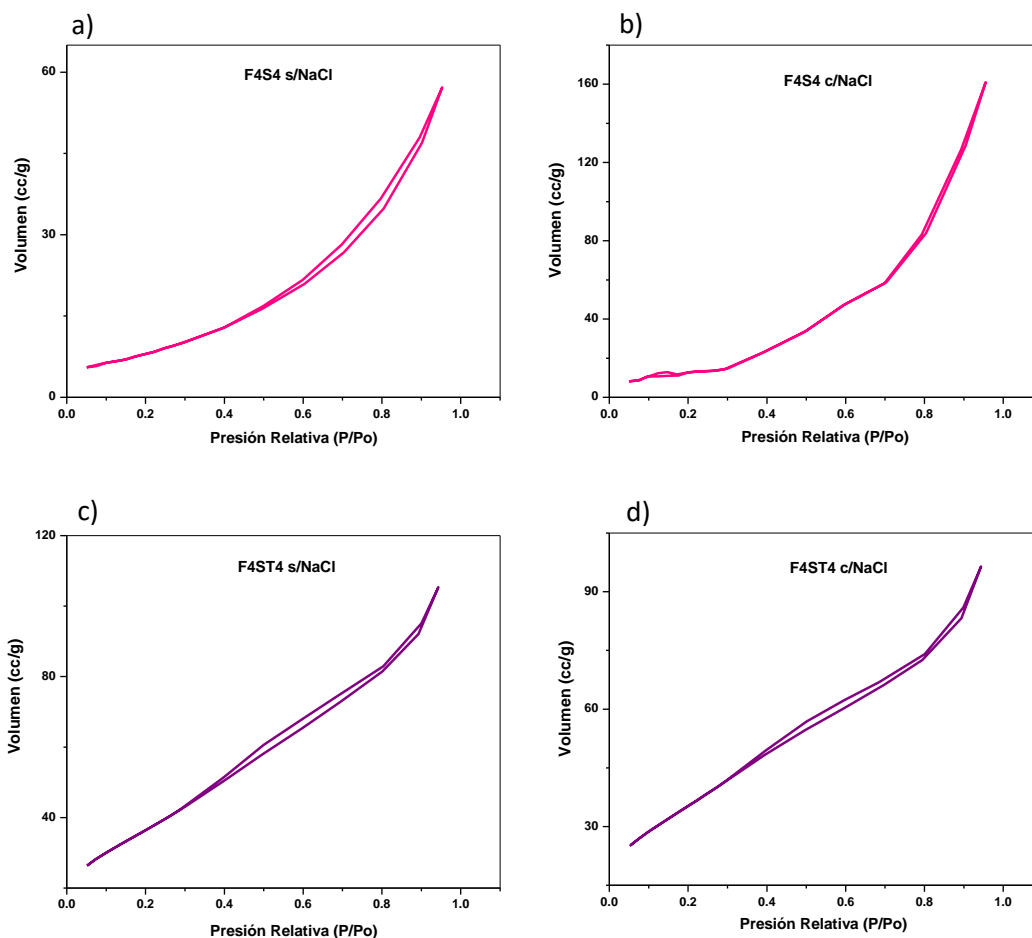 a)
F4S4 s/NaCl
60
30
0
Volumen (cc/g)
0.0 0.2 0.4 0.6 0.8 1.0
Presión Relativa (P/Po)
b)
F4S4 c/NaCl
160
120
80
40
0
Volumen (cc/g)
0.0 0.2 0.4 0.6 0.8 1.0
Presión Relativa (P/Po)
c)
F4ST4 s/NaCl
120
80
40
Volumen (cc/g)
0.0 0.2 0.4 0.6 0.8 1.0
Presión Relativa (P/Po)
d)
F4ST4 c/NaCl
90
60
30
Volumen (cc/g)
0.0 0.2 0.4 0.6 0.8 1.0
Presión Relativa (P/Po)